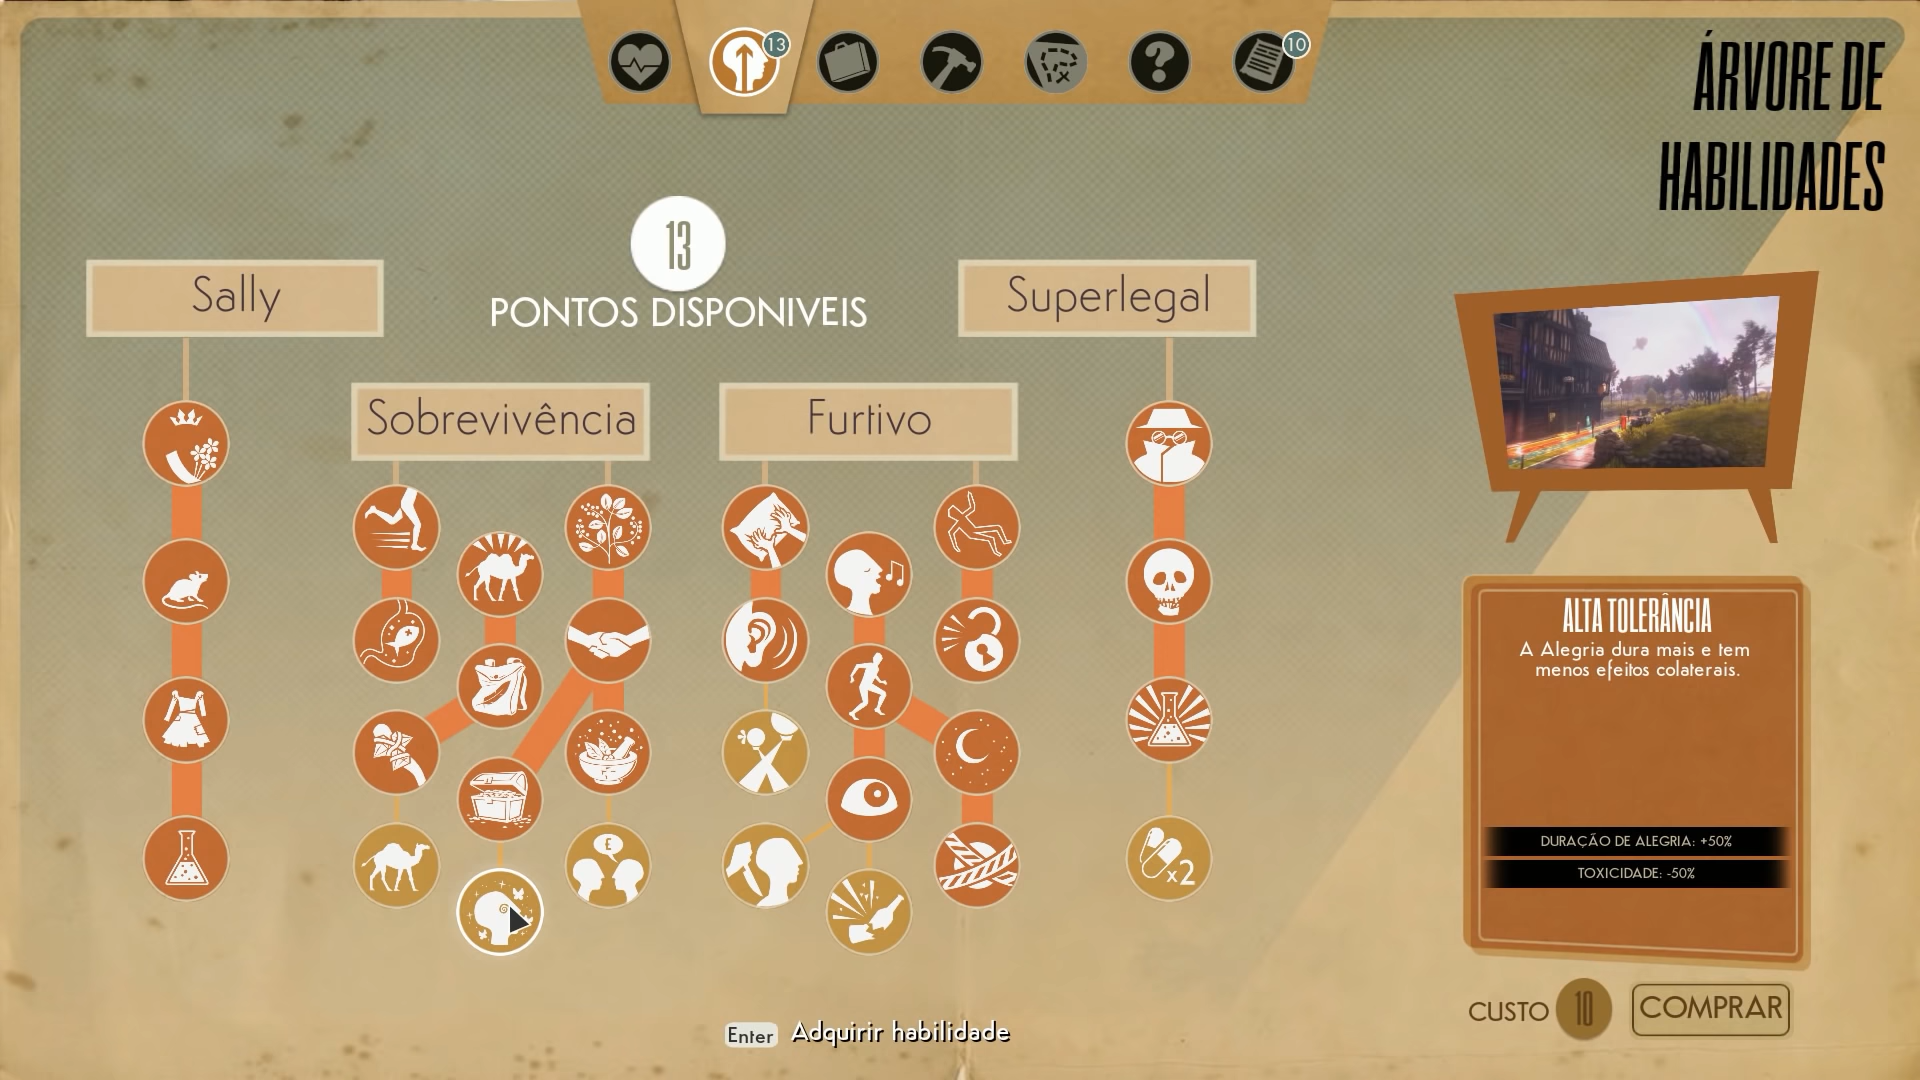 13
10
ÁRVORE DE
HABILIDADES
13
PONTOS DISPONIVEIS
Sally
Superlegal
Sobrevivência
Furtivo
£
x2
ALTA TOLERÂNCIA
A Alegria dura mais e tem
menos efeitos colaterais.
DURAÇÃO DE ALEGRIA: +50%
TOXICIDADE: -50%
CUSTO 10 COMPRAR
Enter Adquirir habilidade